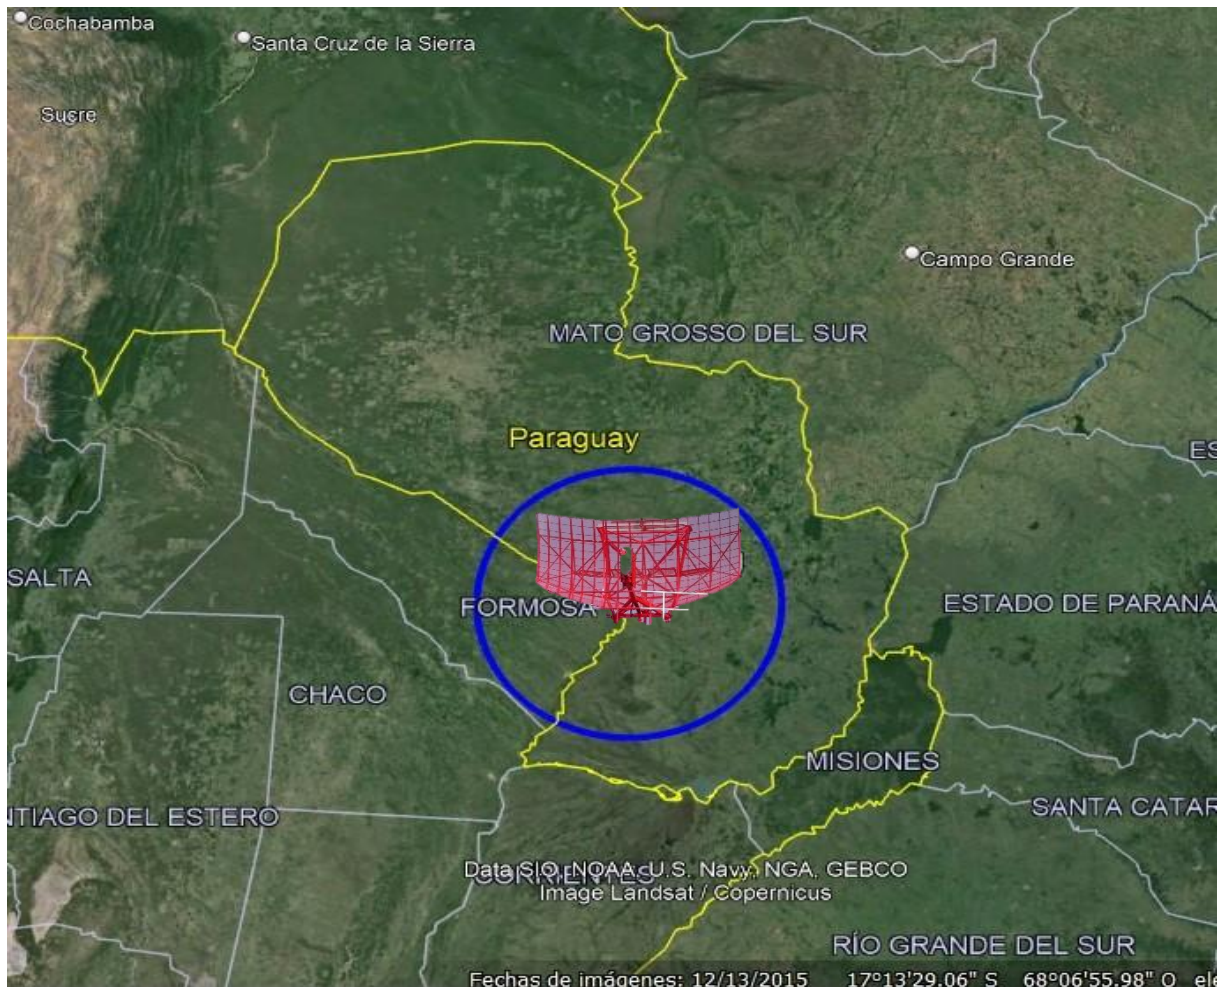 Cochabamba
Santa Cruz de la Sierra
Sucre
Campo Grande
MATO GROSSO DEL SUR
Paraguay
ES
SALTA
FORMOSA
ESTADO DE PARANÁ
CHACO
MISIONES
NTIAGO DEL ESTERO
SANTA CATAR
Data SIO, NOAA, U.S. Navy, NGA, GEBCO
CORRIENTES
Image Landsat / Copernicus
RÍO GRANDE DEL SUR
Fechas de imágenes: 12/13/2015 17°13'29.06" S 68°06'55.98" O ele